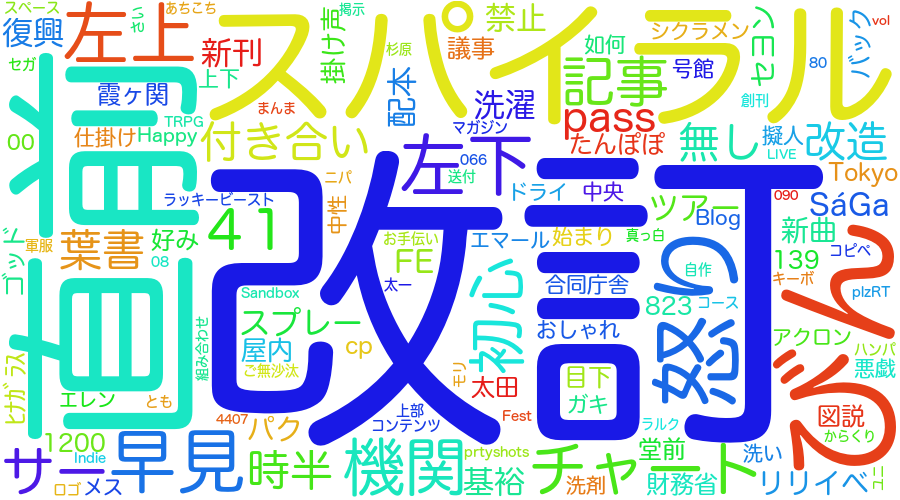 スペース
あちこち
掲示
禁止
シクラメン
vol
復興
左上
さい
掛け声
スパイラル
杉原
議事
如何
セヨン
バック
新刊
セガ
上下
記事
号館
80
霞ヶ関
配本
洗濯
創刊
まんま
pass
TRPG
マガジン
00
仕掛け
Happy
付き合い
たんぽぽ
無し
擬人
改造
LIVE
左下
066
送付
中央
Tokyo
ニパ
ラッキービースト
ドライ
090
改訂
ツアー
SáGa
中性
Blog
41
真っ白
葉書
好み
お手伝い
エマール
始まり
新曲
ぶん
ゴッド
軍服
08
FE
怒り
コピペ
139
自作
キーボ
太一
合同庁舎
初心
Sandbox
823
コース
plzRT
スプレー
おしゃれ
組み合わせ
屋内
cp
アクロン
ハンパ
ヒナガラス
ご無沙汰
モリ
目下
悪戯
太田
ガキ
エレン
とも
上部
コンテンツ
4407
Fest
図説
ラルク
からくり
1200
パク
Indie
サー
早見
時半
機関
prtyshots
チャート
堂前
洗い
基裕
ユニ
ロゴ
メス
洗剤
財務省
リリイベ